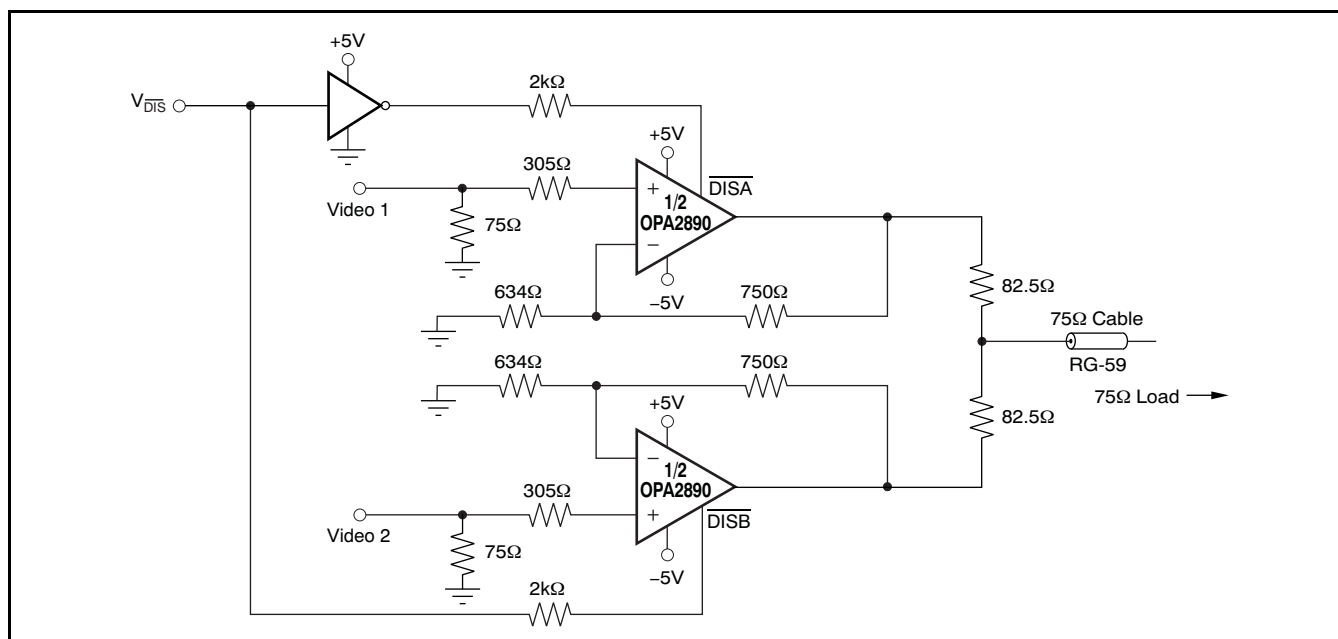 +5V
2kΩ
V DIS
+5V
305Ω
DISA
+
1/2
OPA2890
Video 1
75Ω
−
634Ω
−5V
750Ω
82.5Ω
75Ω Cable
RG-59
634Ω
750Ω
75Ω Load
+5V
82.5Ω
−
1/2
OPA2890
305Ω
+
DISB
Video 2
75Ω
−5V
2kΩ